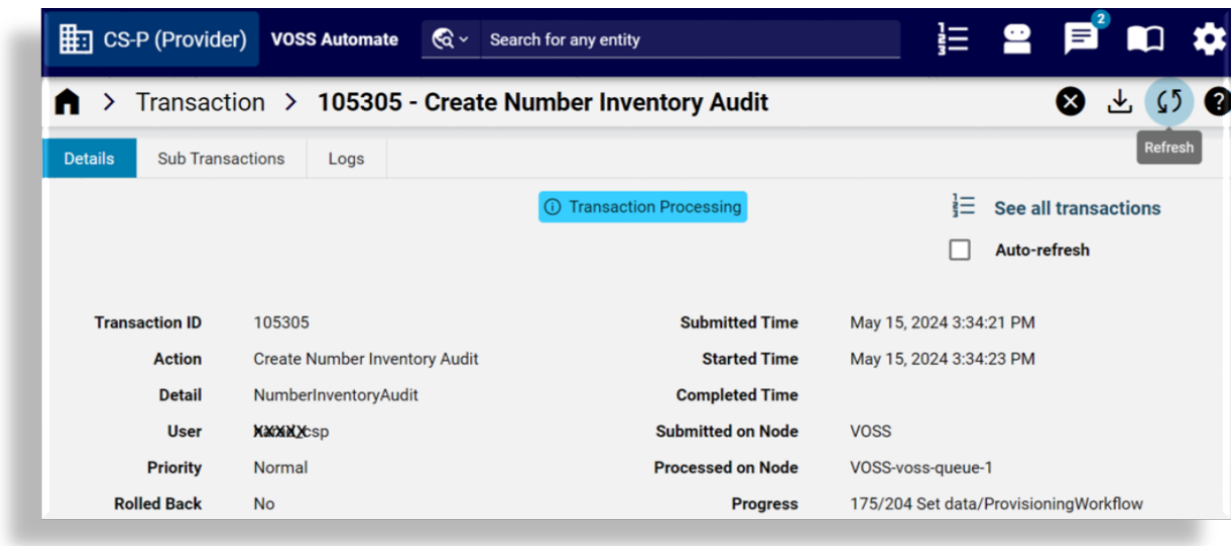 CS-P (Provider) VOSS Automate Search for any entity 2
Transaction > 105305 - Create Number Inventory Audit
Refresh
Details Sub Transactions Logs
Transaction Processing
See all transactions
Auto-refresh
Transaction ID 105305 Submitted Time May 15, 2024 3:34:21 PM
Action Create Number Inventory Audit Started Time May 15, 2024 3:34:23 PM
Detail NumberInventoryAudit Completed Time
User csp Submitted on Node VOSS
Priority Normal Processed on Node VOSS-voss-queue-1
Rolled Back No Progress 175/204 Set data/ProvisioningWorkflow